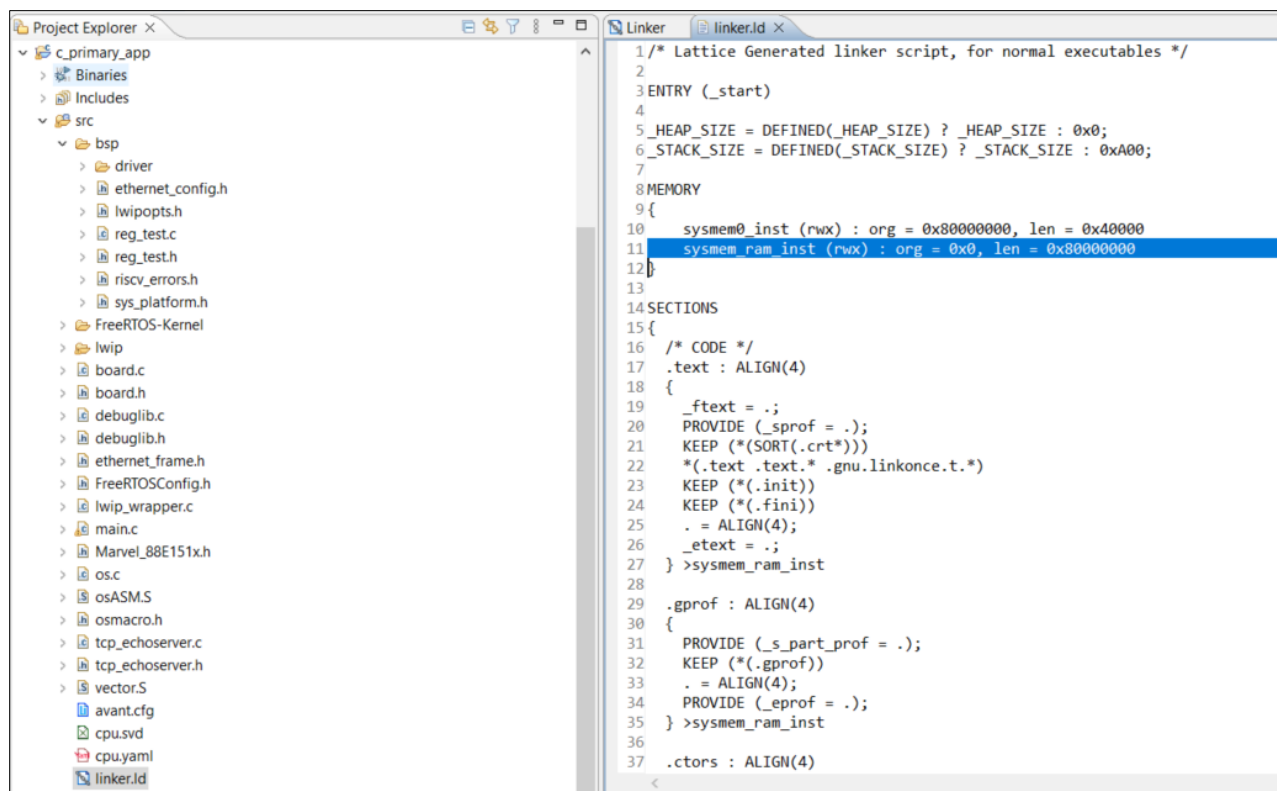 Project Explorer
c_primary_app
Binaries
Includes
src
bsp
driver
ethernet_config.h
lwipopts.h
reg_test.c
reg_test.h
riscv_errors.h
sys_platform.h
FreeRTOS-Kernel
lwip
board.c
board.h
debuglib.c
debuglib.h
ethernet_frame.h
FreeRTOSConfig.h
lwip_wrapper.c
main.c
Marvel_88E151x.h
os.c
osASM.S
osmacro.h
tcp_echoserver.c
tcp_echoserver.h
vector.S
avant.cfg
cpu.svd
cpu.yaml
linker.ld
Linker linker.ld
1 /* Lattice Generated linker script, for normal executables */
2
3 ENTRY (_start)
4
5 _HEAP_SIZE = DEFINED(_HEAP_SIZE) ? _HEAP_SIZE : 0x0;
6 _STACK_SIZE = DEFINED(_STACK_SIZE) ? _STACK_SIZE : 0xA00;
7
8 MEMORY
9 {
10 sysmem0_inst (rwx) : org = 0x80000000, len = 0x40000
11 sysmem_ram_inst (rwx) : org = 0x0, len = 0x80000000
12 }
13
14 SECTIONS
15 {
16 /* CODE */
17 .text : ALIGN(4)
18 {
19 _ftext = .;
20 PROVIDE (_sprof = .);
21 KEEP (*(SORT(.crt*)))
22 *(.text .text.* .gnu.linkonce.t.*)
23 KEEP (*(.init))
24 KEEP (*(.fini))
25 . = ALIGN(4);
26 _etext = .;
27 } >sysmem_ram_inst
28
29 .gprof : ALIGN(4)
30 {
31 PROVIDE (_s_part_prof = .);
32 KEEP (*(.gprof))
33 . = ALIGN(4);
34 PROVIDE (_eprof = .);
35 } >sysmem_ram_inst
36
37 .ctors : ALIGN(4)